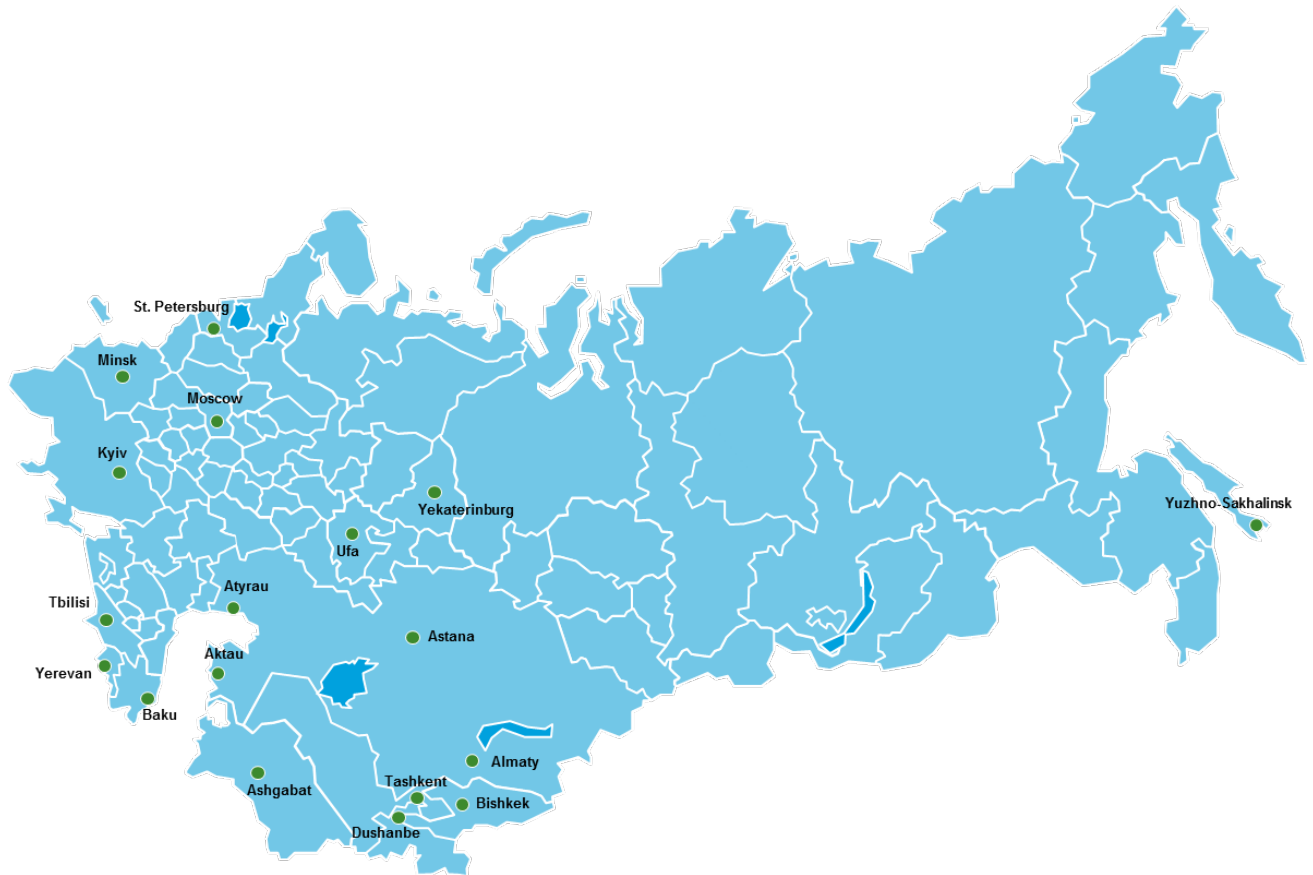 St. Petersburg
Minsk
Moscow
Kyiv
Yekaterinburg
Yuzhno-Sakhalinsk
Ufa
Atyrau
Tbilisi
Astana
Aktau
Yerevan
Baku
Almaty
Tashkent
Ashgabat
Bishkek
Dushanbe